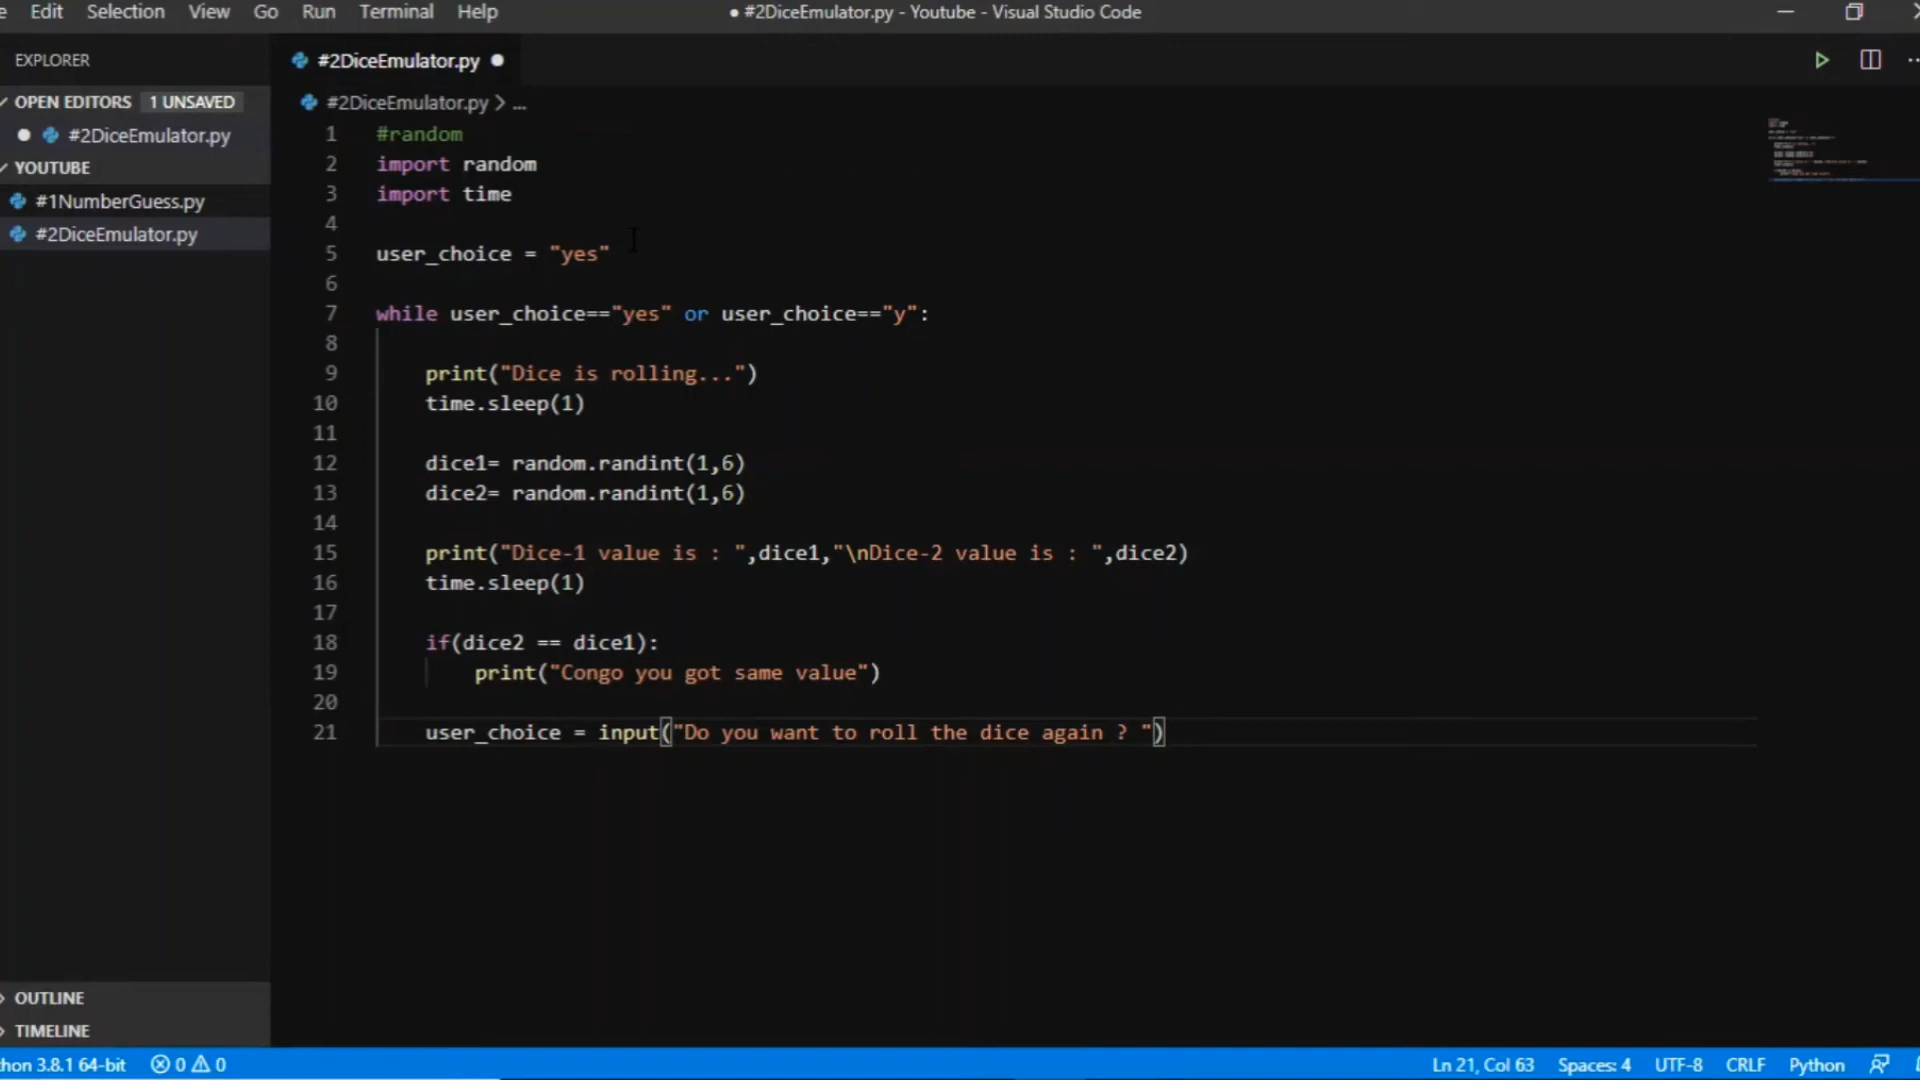 Edit Selection View Go Run Terminal Help
● #2DiceEmulator.py - Youtube - Visual Studio Code
EXPLORER
OPEN EDITORS 1 UNSAVED
#2DiceEmulator.py
YOUTUBE
#1NumberGuess.py
#2DiceEmulator.py
OUTLINE
TIMELINE
#2DiceEmulator.py
#2DiceEmulator.py > ...
1 #random
2 import random
3 import time
4
5 user_choice = "yes"
6
7 while user_choice=="yes" or user_choice=="y":
8
9 print("Dice is rolling...")
10 time.sleep(1)
11
12 dice1= random.randint(1,6)
13 dice2= random.randint(1,6)
14
15 print("Dice-1 value is : ",dice1,"\nDice-2 value is : ",dice2)
16 time.sleep(1)
17
18 if(dice2 == dice1):
19 print("Congo you got same value")
20
21 user_choice = input("Do you want to roll the dice again ? ")
thon 3.8.1 64-bit 0 0
Ln 21, Col 63 Spaces: 4 UTF-8 CRLF Python